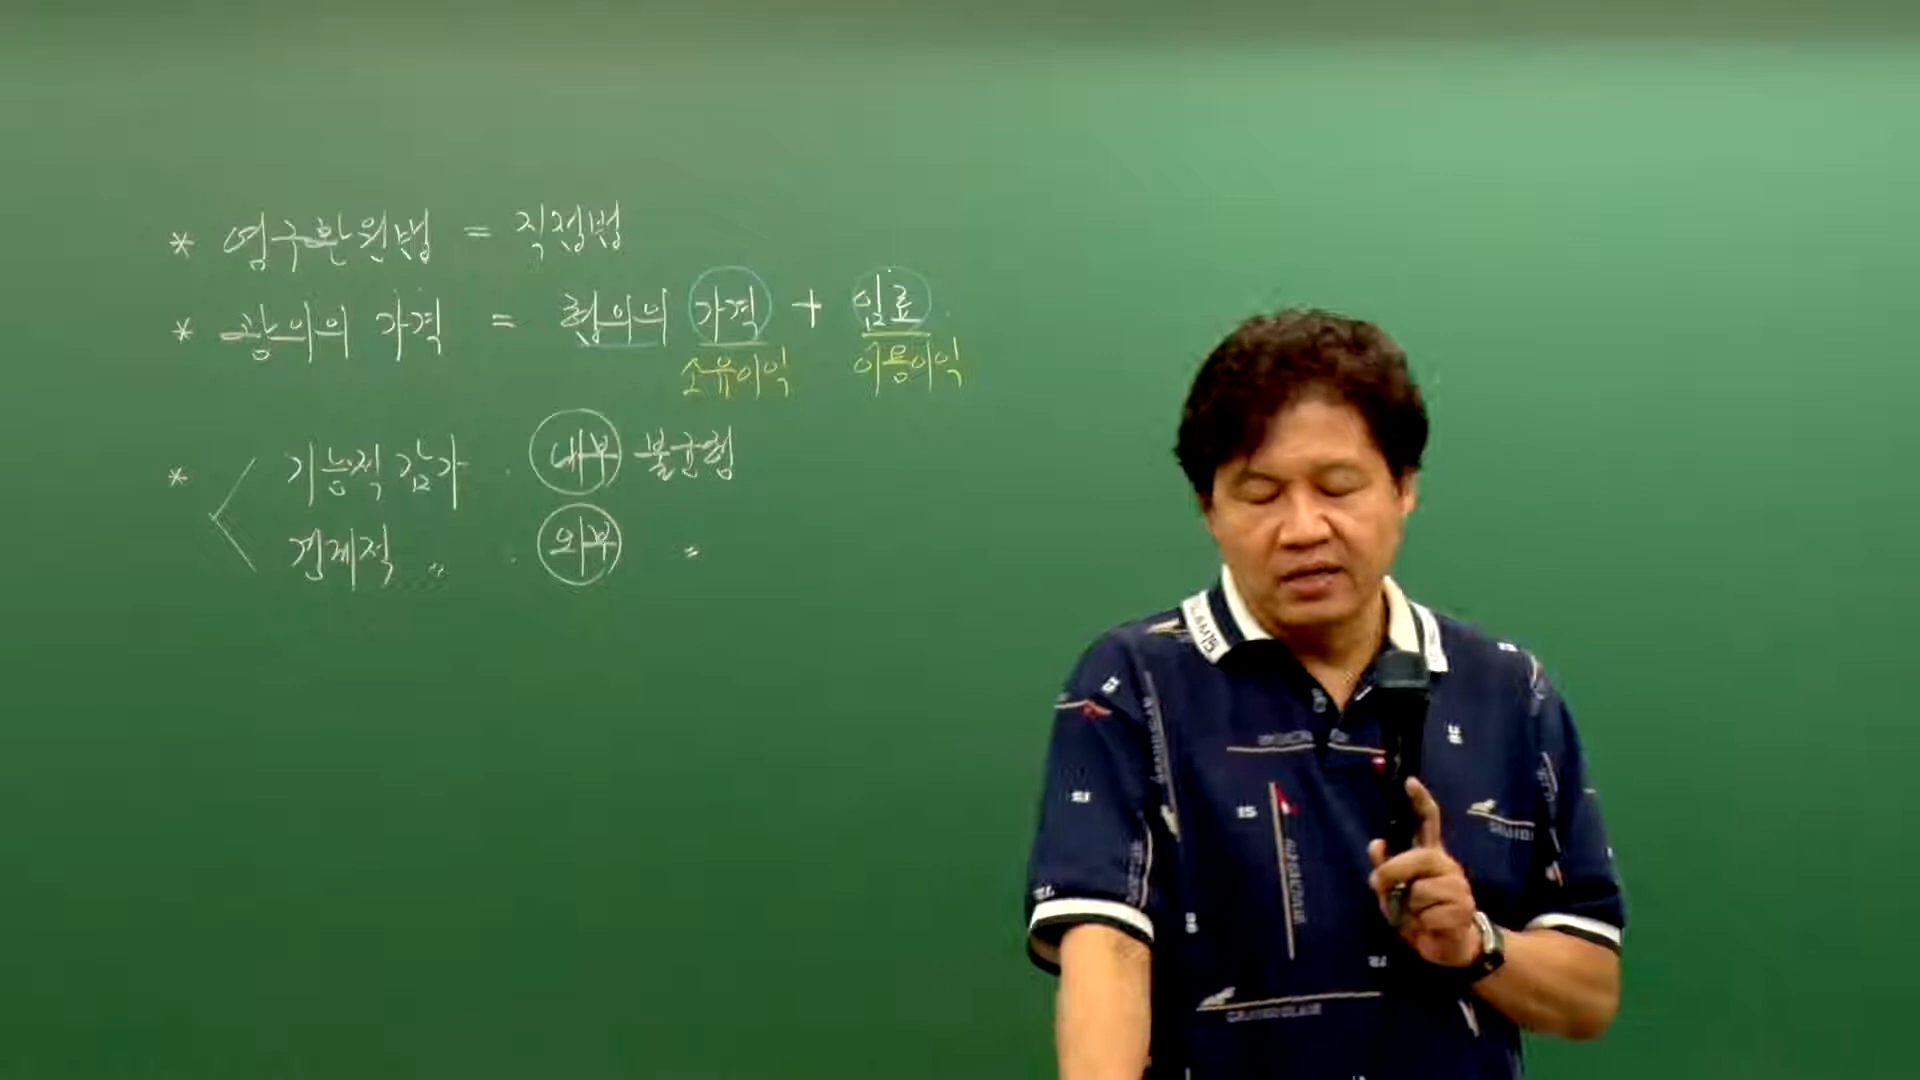 * 영구환원법 = 직접법
* 광의의 가격 = 협의의 가격 + 임료
소유이익 이용이익
* 기능적 감가 · 내부 불균형
경제적 〃 · 외부 〃
IS
SI